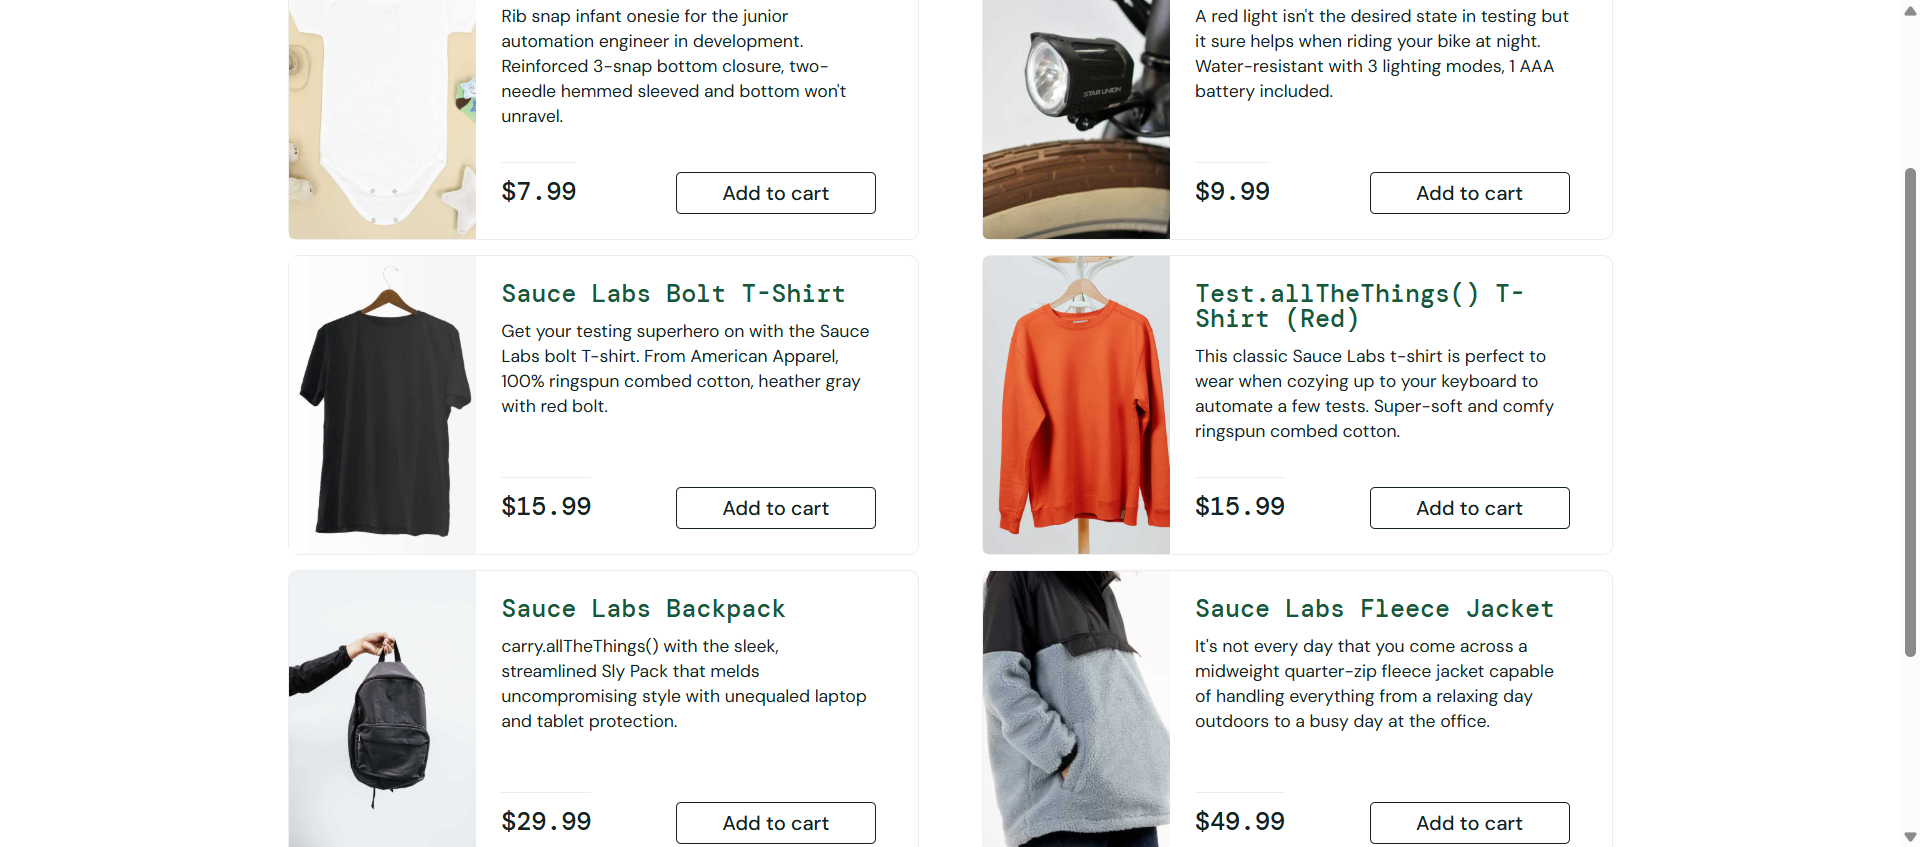 Rib snap infant onesie for the junior
automation engineer in development.
Reinforced 3-snap bottom closure, two-
needle hemmed sleeved and bottom won't
unravel.
$7.99
Add to cart
A red light isn't the desired state in testing but
it sure helps when riding your bike at night.
Water-resistant with 3 lighting modes, 1 AAA
battery included.
STAR UNION
$9.99
Add to cart
Sauce Labs Bolt T-Shirt
Get your testing superhero on with the Sauce
Labs bolt T-shirt. From American Apparel,
100% ringspun combed cotton, heather gray
with red bolt.
$15.99
Add to cart
Test.allTheThings() T-
Shirt (Red)
This classic Sauce Labs t-shirt is perfect to
wear when cozying up to your keyboard to
automate a few tests. Super-soft and comfy
ringspun combed cotton.
$15.99
Add to cart
Sauce Labs Backpack
carry.allTheThings() with the sleek,
streamlined Sly Pack that melds
uncompromising style with unequaled laptop
and tablet protection.
$29.99
Add to cart
Sauce Labs Fleece Jacket
It's not every day that you come across a
midweight quarter-zip fleece jacket capable
of handling everything from a relaxing day
outdoors to a busy day at the office.
$49.99
Add to cart